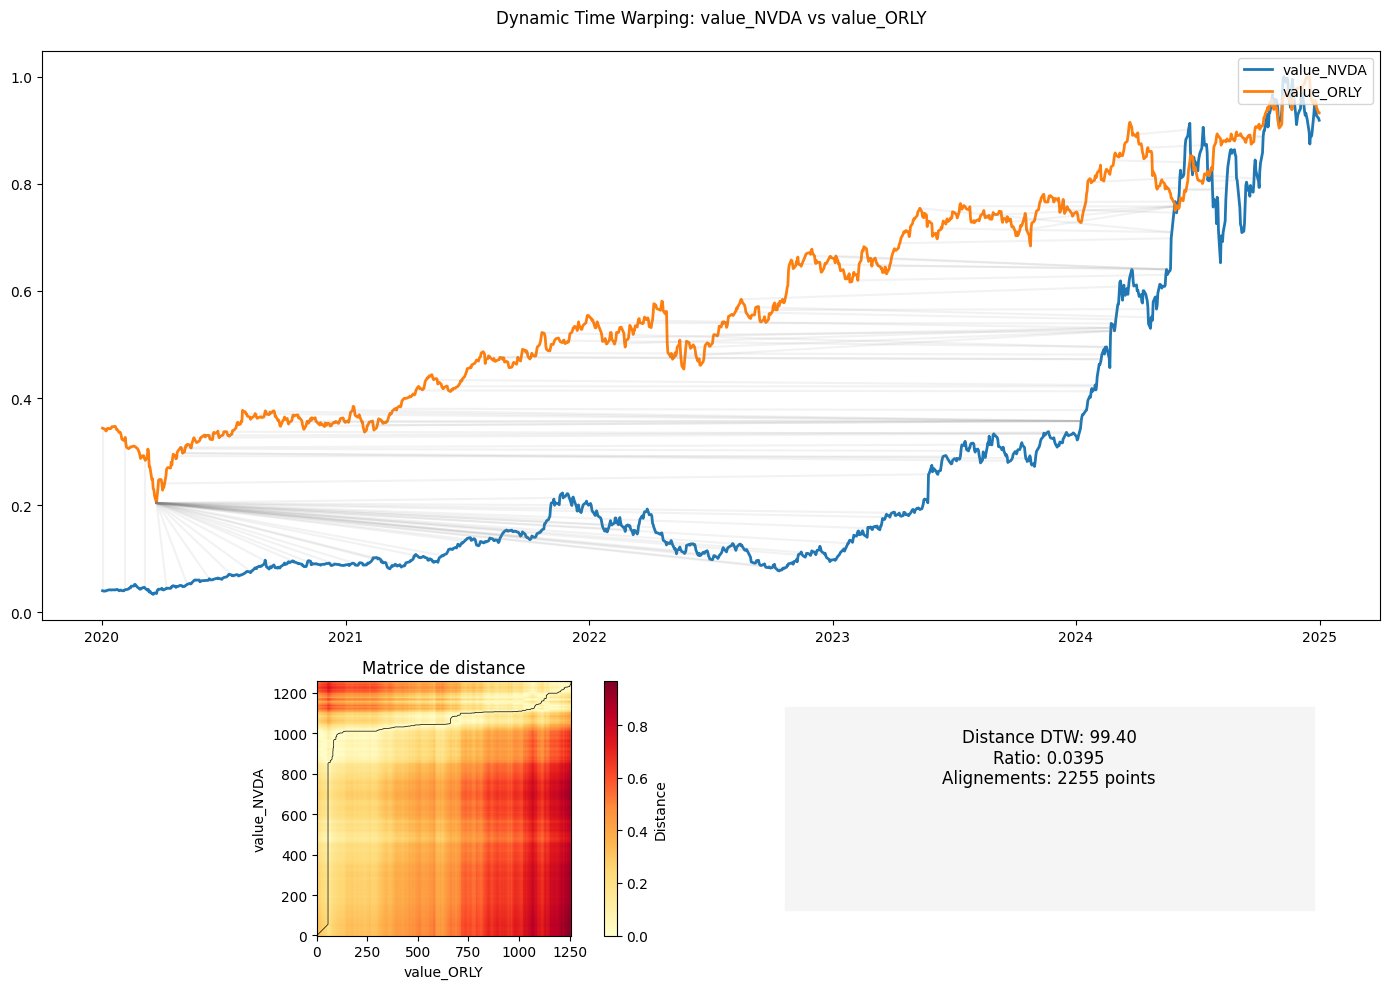 Dynamic Time Warping: value_NVDA vs value_ORLY
1.0
0.8
0.6
0.4
0.2
0.0
value_NVDA
value_ORLY
2020 2021 2022 2023 2024 2025
Matrice de distance
1200
1000
800
600
400
200
0
value_NVDA
0 250 500 750 1000 1250
value_ORLY
0.8
0.6
0.4
0.2
0.0
Distance
Distance DTW: 99.40
Ratio: 0.0395
Alignements: 2255 points